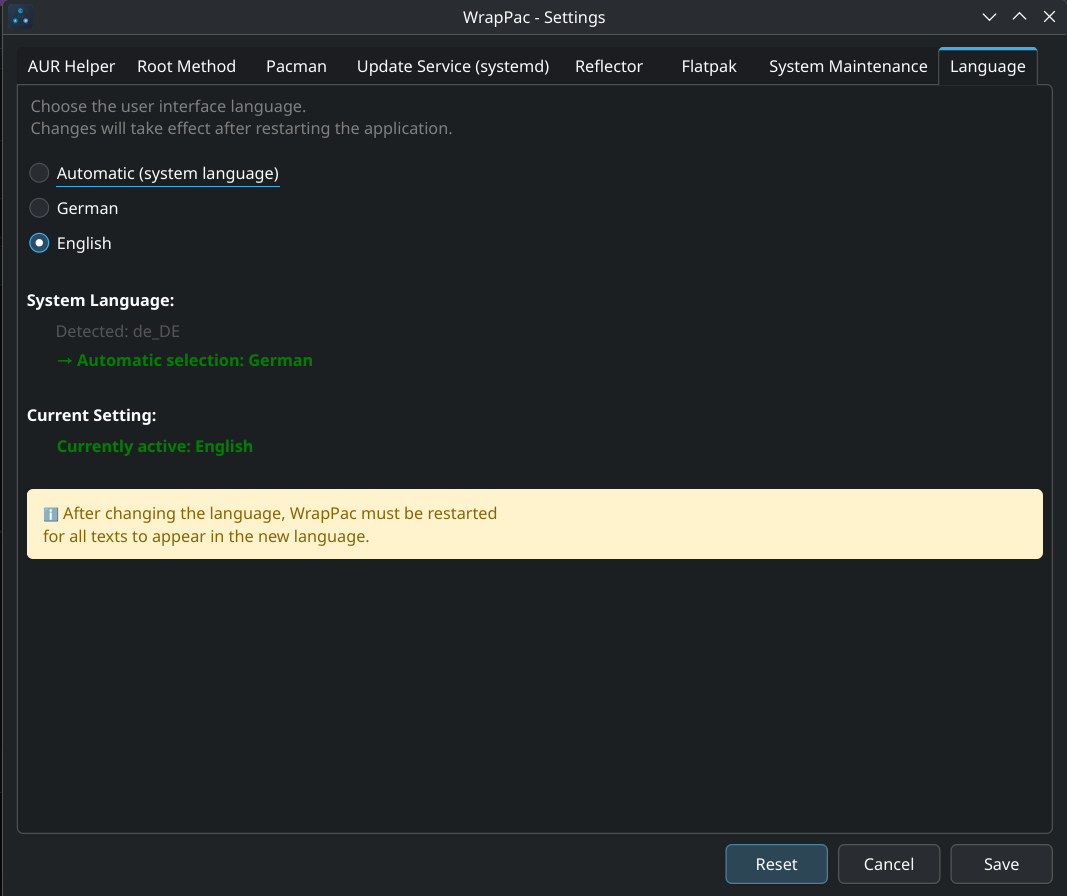 WrapPac - Settings
AUR Helper Root Method Pacman Update Service (systemd) Reflector Flatpak System Maintenance Language
Choose the user interface language.
Changes will take effect after restarting the application.
Automatic (system language)
German
English
System Language:
Detected: de_DE
→ Automatic selection: German
Current Setting:
Currently active: English
ℹ️ After changing the language, WrapPac must be restarted
for all texts to appear in the new language.
Reset Cancel Save